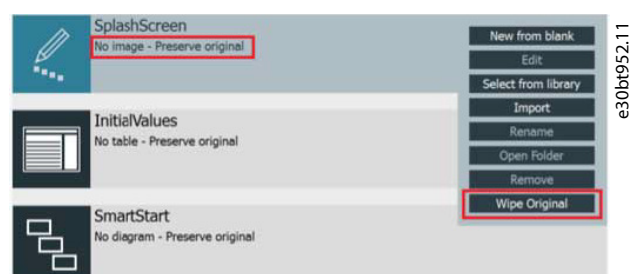 SplashScreen
No image - Preserve original
InitialValues
No table - Preserve original
SmartStart
No diagram - Preserve original
New from blank
Edit
Select from library
Import
Rename
Open Folder
Remove
Wipe Original
e30bt952.11